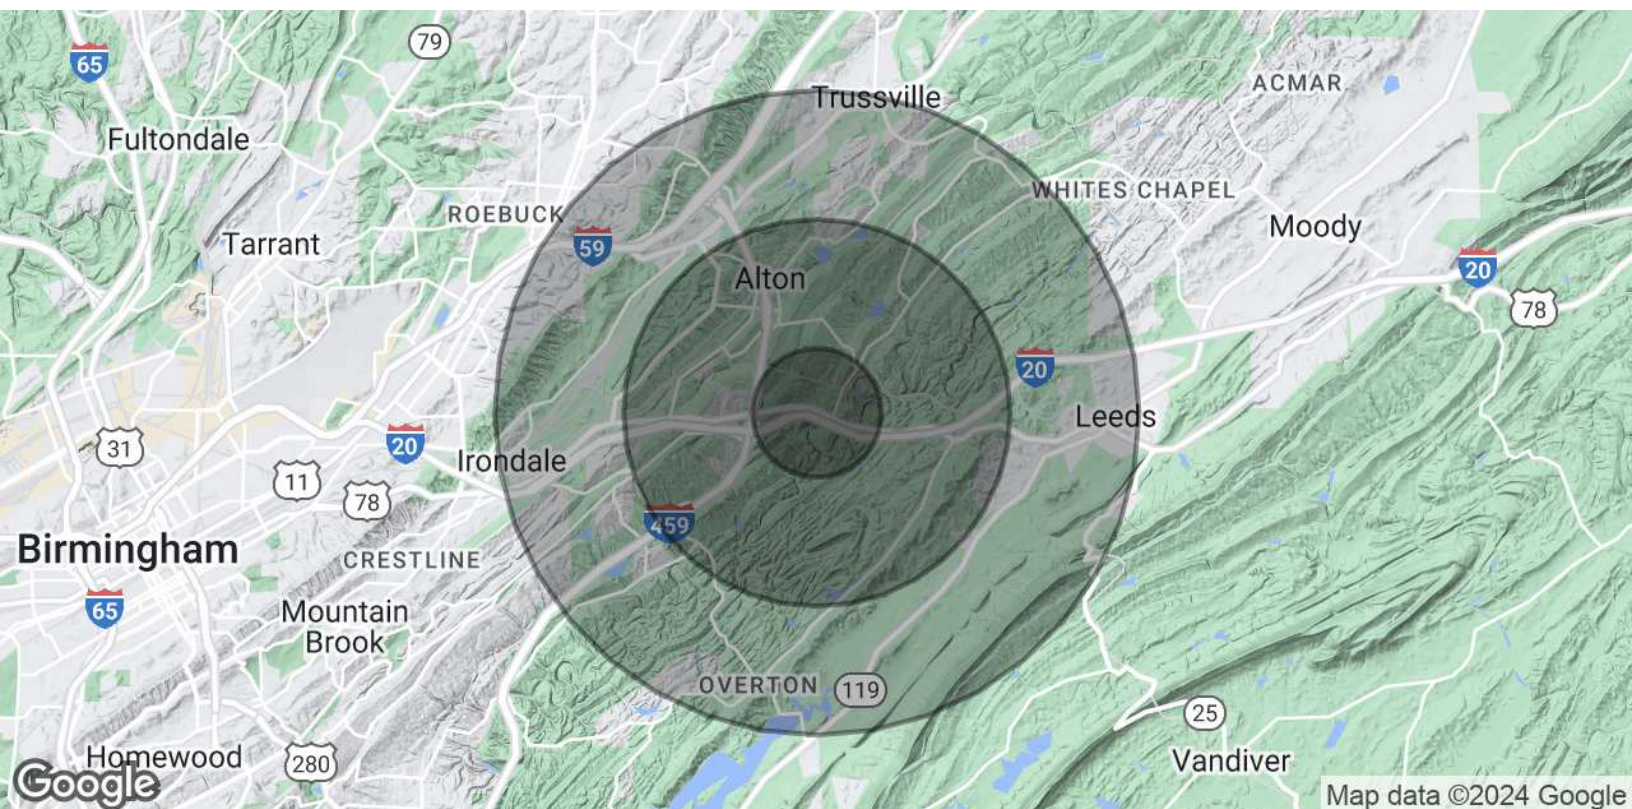 79
65
ACMAR
Trussville
Fultondale
WHITES CHAPEL
ROEBUCK
Moody
Tarrant
59
20
Alton
78
20
Leeds
31
20
Irondale
11
78
459
Birmingham
CRESTLINE
65
Mountain
Brook
OVERTON
119
25
Homewood
280
Vandiver
Google
Map data ©2024 Google